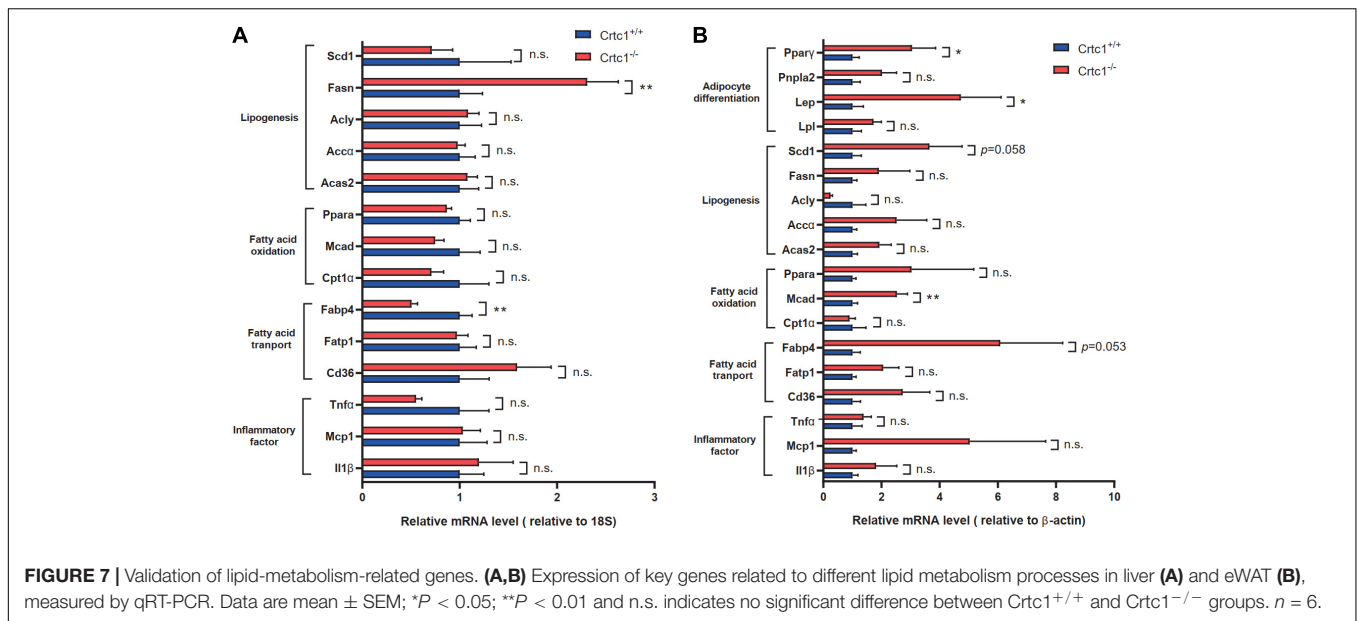 A
Crtc1+/+
Crtc1-/-
Lipogenesis
Scd1
n.s.
Fasn
**
Acly
n.s.
Accα
n.s.
Acas2
n.s.
Fatty acid
oxidation
Ppara
n.s.
Mcad
n.s.
Cpt1α
n.s.
Fatty acid
tranport
Fabp4
**
Fatp1
n.s.
Cd36
n.s.
Inflammatory
factor
Tnfα
n.s.
Mcp1
n.s.
Il1β
n.s.
0 1 2 3
Relative mRNA level ( relative to 18S)
B
Crtc1+/+
Crtc1-/-
Adipocyte
differentiation
Pparγ
*
Pnpla2
n.s.
Lep
*
Lpl
n.s.
Lipogenesis
Scd1
p=0.058
Fasn
n.s.
Acly
n.s.
Accα
n.s.
Acas2
n.s.
Fatty acid
oxidation
Ppara
n.s.
Mcad
**
Cpt1α
n.s.
Fatty acid
tranport
Fabp4
p=0.053
Fatp1
n.s.
Cd36
n.s.
Inflammatory
factor
Tnfα
n.s.
Mcp1
n.s.
Il1β
n.s.
0 2 4 6 8 10
Relative mRNA level ( relative to β-actin)
FIGURE 7 | Validation of lipid-metabolism-related genes. (A,B) Expression of key genes related to different lipid metabolism processes in liver (A) and eWAT (B),
measured by qRT-PCR. Data are mean ± SEM; *P < 0.05; **P < 0.01 and n.s. indicates no significant difference between Crtc1+/+ and Crtc1−/− groups. n = 6.